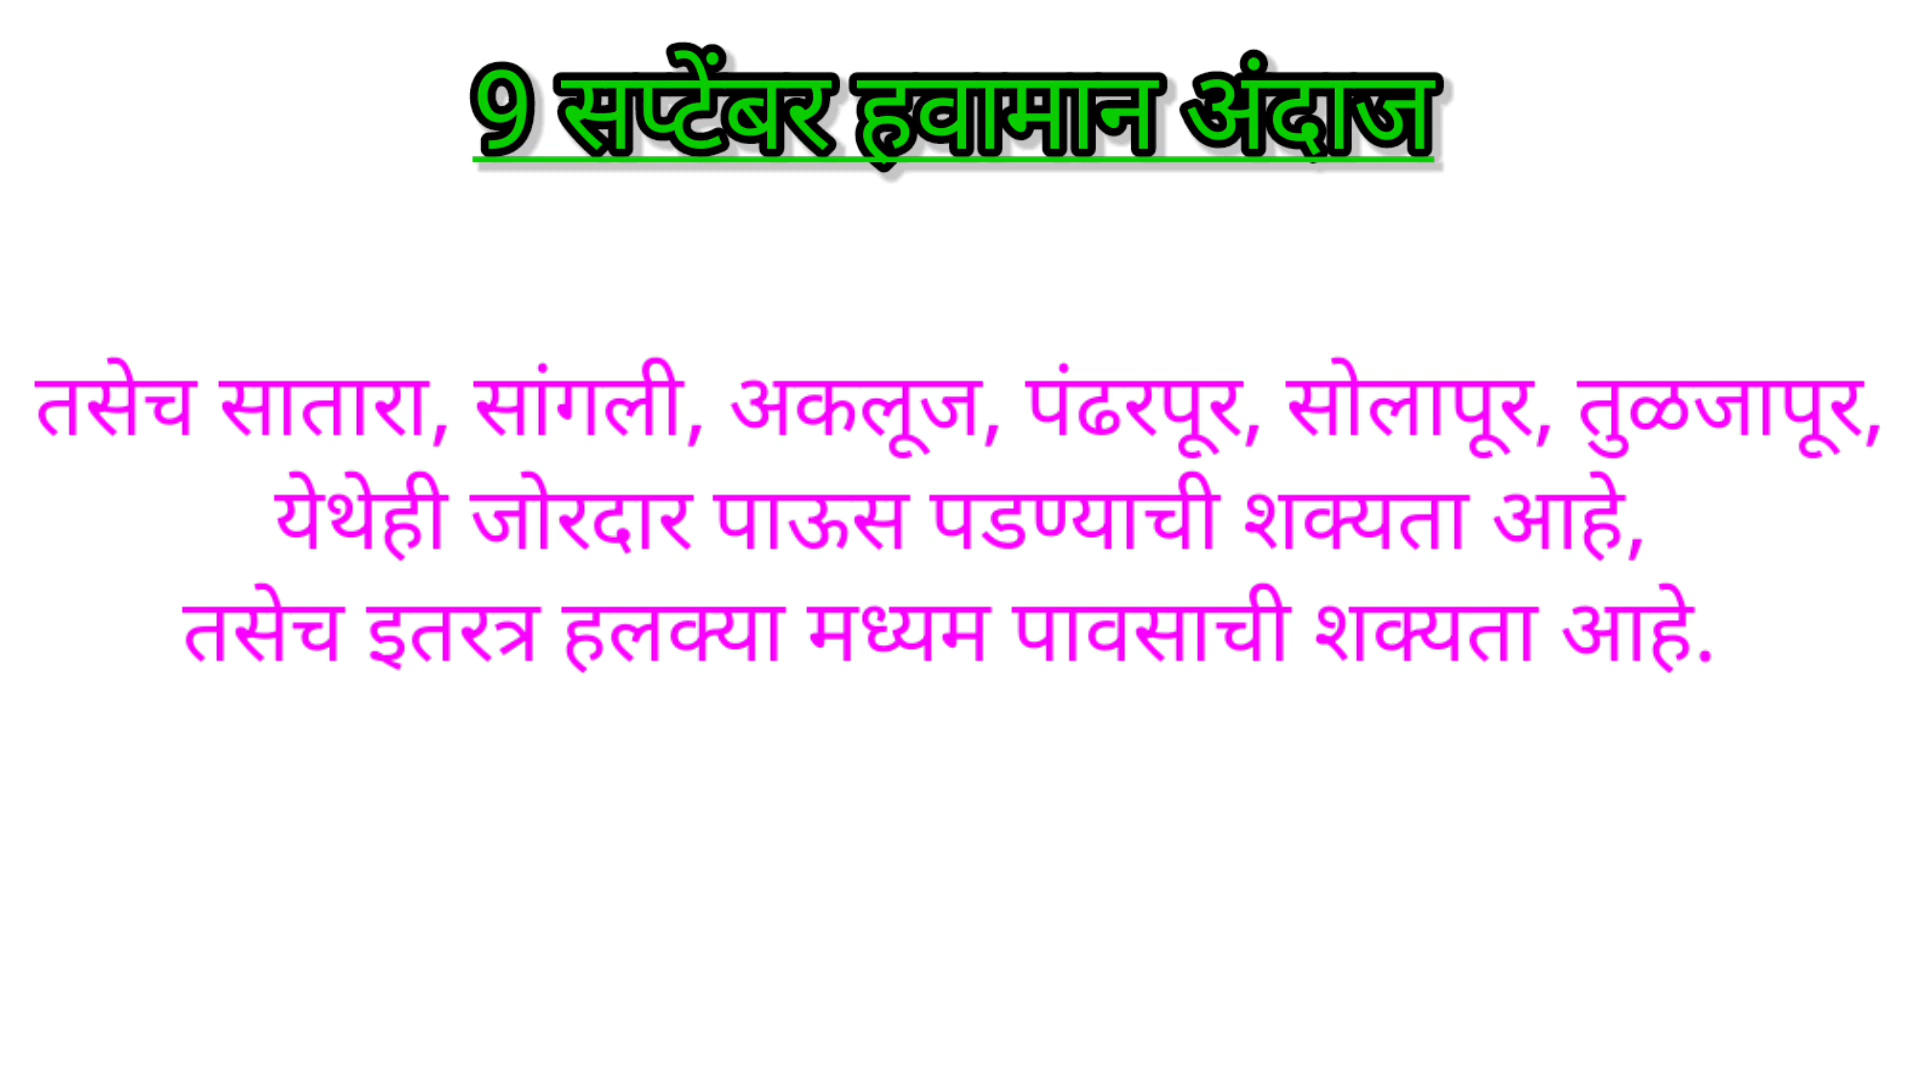 9 सप्टेंबर हवामान अंदाज
तसेच सातारा, सांगली, अकलूज, पंढरपूर, सोलापूर, तुळजापूर,
येथेही जोरदार पाऊस पडण्याची शक्यता आहे,
तसेच इतरत्र हलक्या मध्यम पावसाची शक्यता आहे.